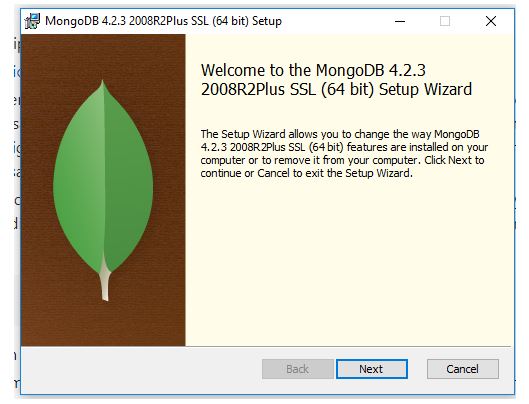 MongoDB 4.2.3 2008R2Plus SSL (64 bit) Setup
Welcome to the MongoDB 4.2.3
2008R2Plus SSL (64 bit) Setup Wizard
The Setup Wizard allows you to change the way MongoDB
4.2.3 2008R2Plus SSL (64 bit) features are installed on your
computer or to remove it from your computer. Click Next to
continue or Cancel to exit the Setup Wizard.
Back
Next
Cancel